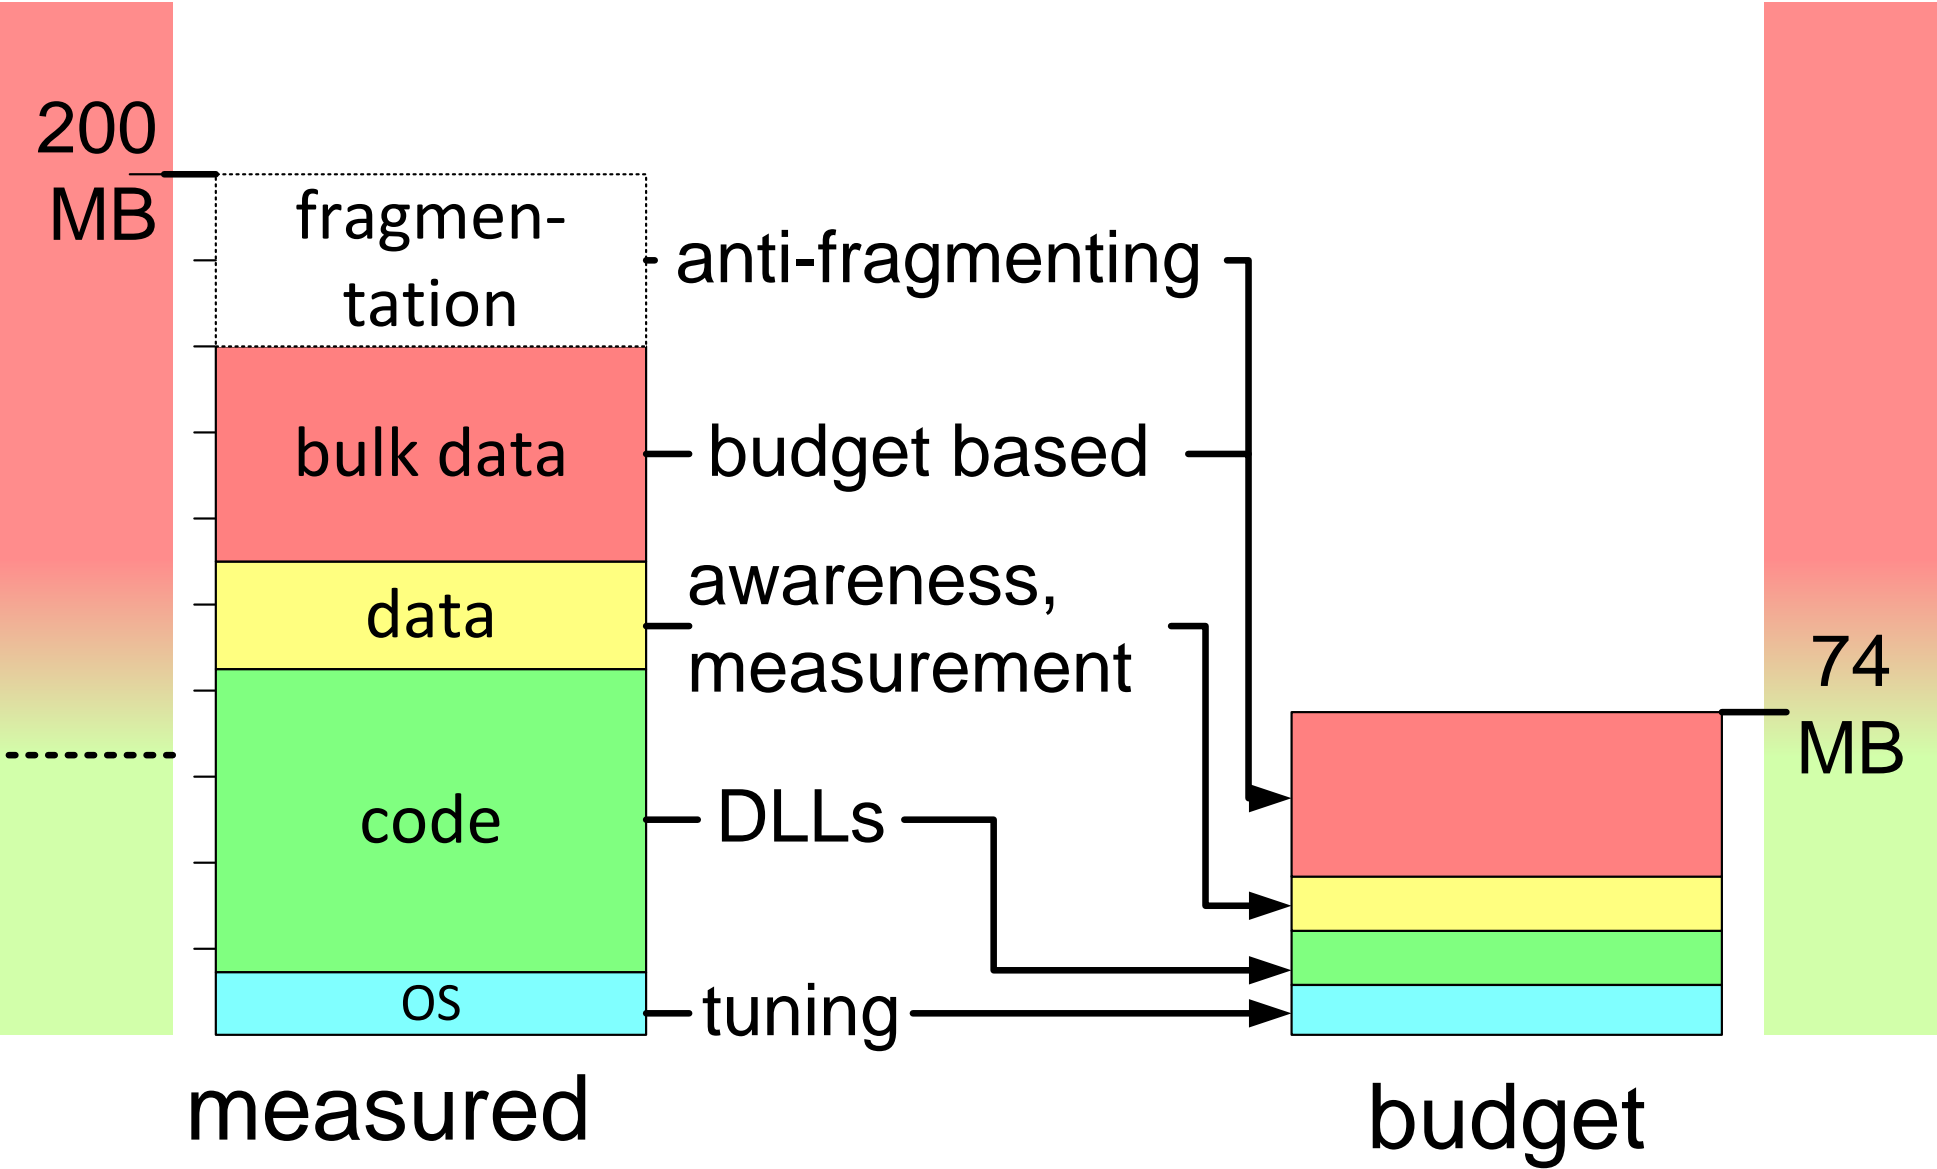 200
MB
fragmen-
tation
anti-fragmenting
bulk data
budget based
data
awareness,
measurement
74
MB
code
DLLs
OS
tuning
measured
budget